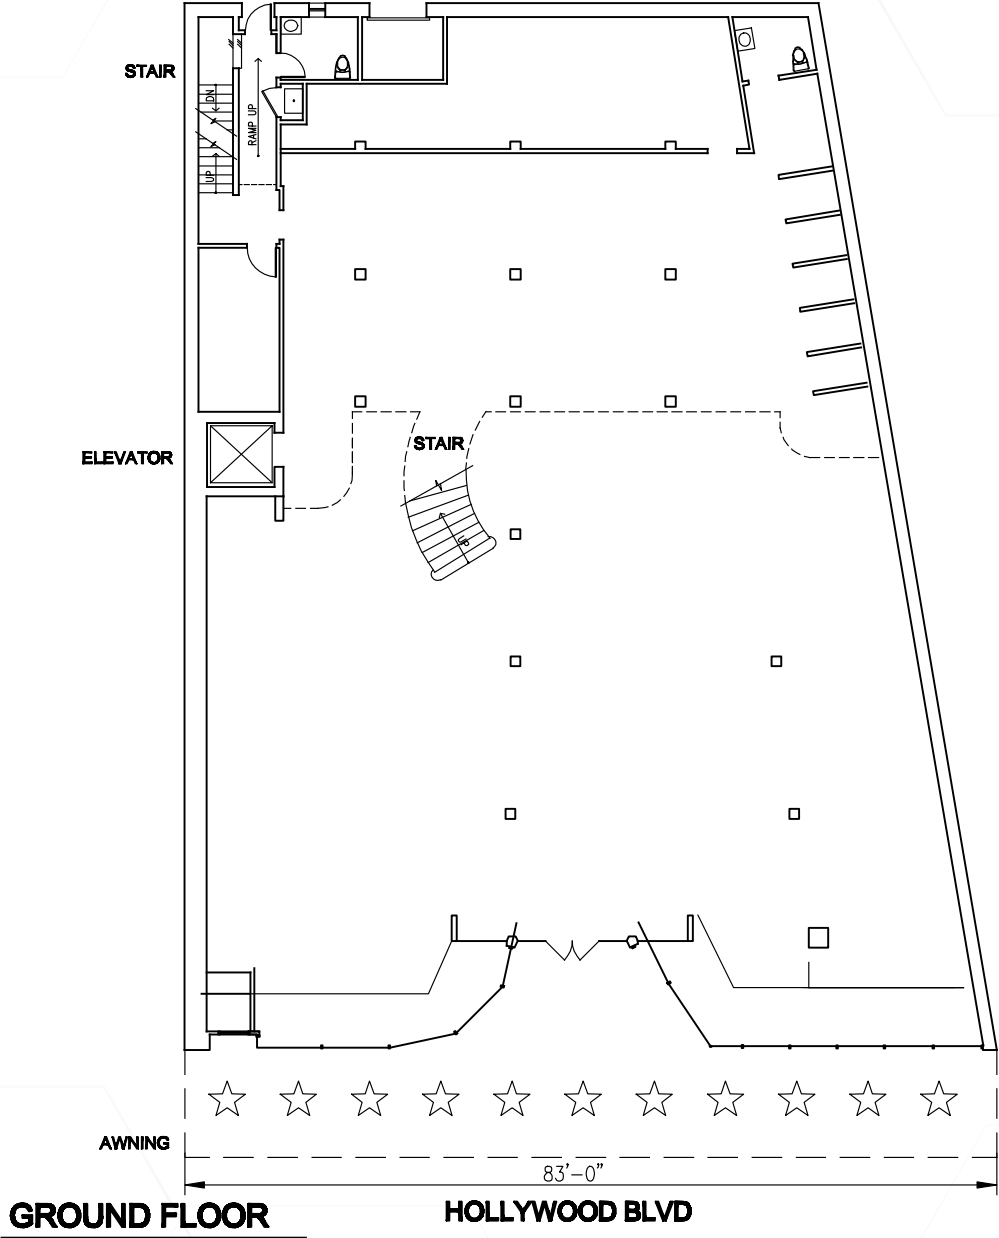 STAIR
DN
RAMP UP
UP
STAIR
ELEVATOR
UP
AWNING
83'-0"
HOLLYWOOD BLVD
GROUND FLOOR